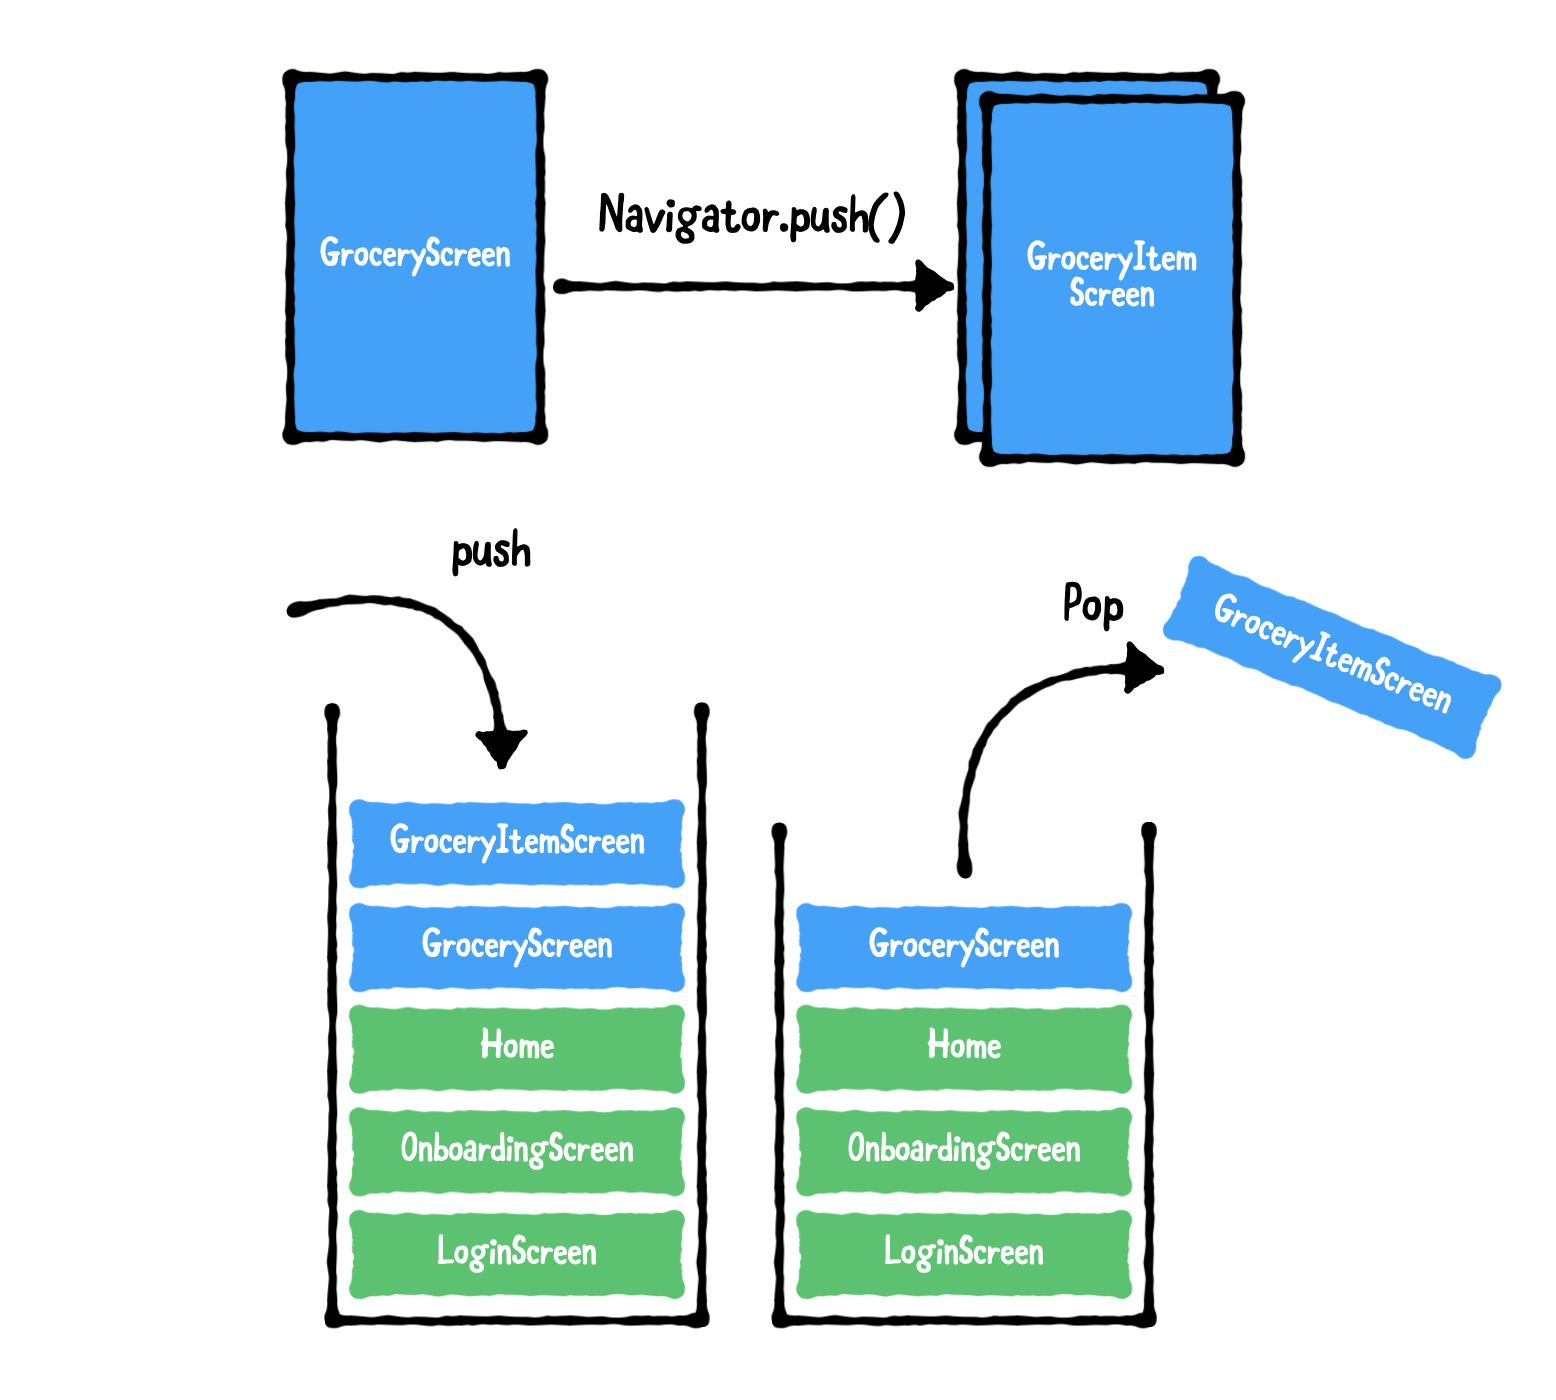 GroceryScreen
Navigator.push()
GroceryItem
Screen
push
Pop
GroceryItemScreen
GroceryItemScreen
GroceryScreen
Home
OnboardingScreen
LoginScreen
GroceryScreen
Home
OnboardingScreen
LoginScreen